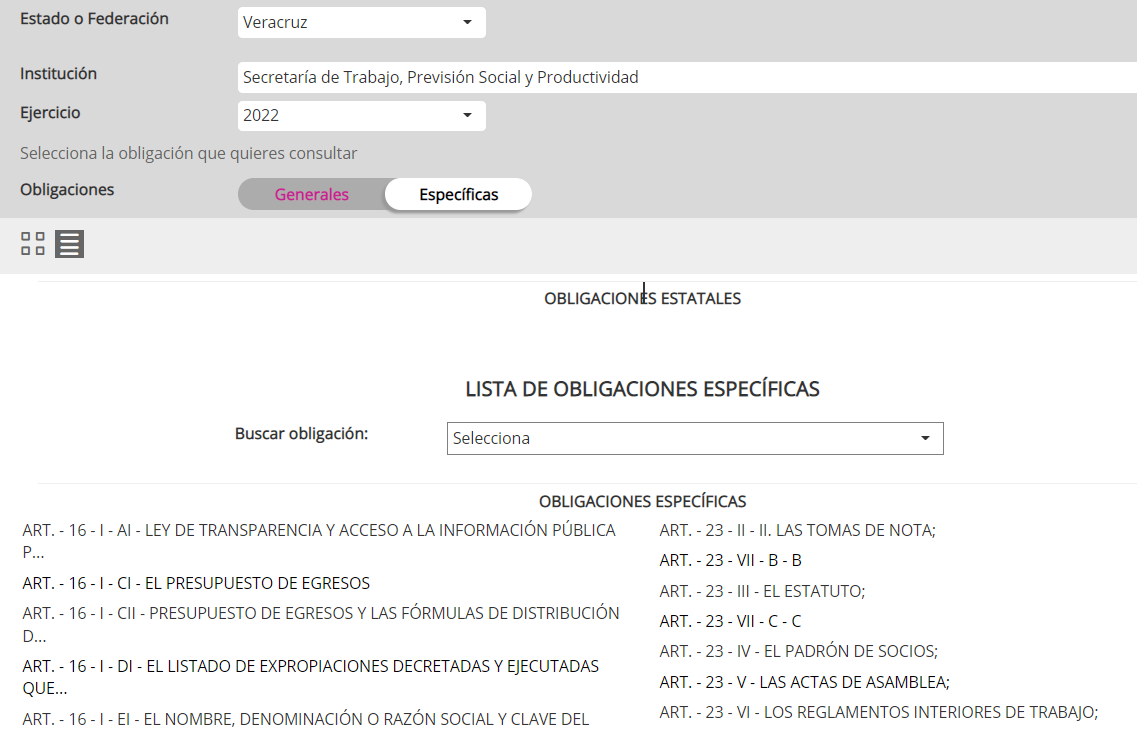 Estado o Federación
Veracruz
Institución
Secretaría de Trabajo, Previsión Social y Productividad
Ejercicio
2022
Selecciona la obligación que quieres consultar
Obligaciones
Generales
Específicas
OBLIGACIONES ESTATALES
LISTA DE OBLIGACIONES ESPECÍFICAS
Buscar obligación:
Selecciona
OBLIGACIONES ESPECÍFICAS
ART. - 16 - I - AI - LEY DE TRANSPARENCIA Y ACCESO A LA INFORMACIÓN PÚBLICA
P...
ART. - 16 - I - CI - EL PRESUPUESTO DE EGRESOS
ART. - 16 - I - CII - PRESUPUESTO DE EGRESOS Y LAS FÓRMULAS DE DISTRIBUCIÓN
D...
ART. - 16 - I - DI - EL LISTADO DE EXPROPIACIONES DECRETADAS Y EJECUTADAS
QUE...
ART. - 16 - I - EI - EL NOMBRE, DENOMINACIÓN O RAZÓN SOCIAL Y CLAVE DEL
ART. - 23 - II - II. LAS TOMAS DE NOTA;
ART. - 23 - VII - B - B
ART. - 23 - III - EL ESTATUTO;
ART. - 23 - VII - C - C
ART. - 23 - IV - EL PADRÓN DE SOCIOS;
ART. - 23 - V - LAS ACTAS DE ASAMBLEA;
ART. - 23 - VI - LOS REGLAMENTOS INTERIORES DE TRABAJO;